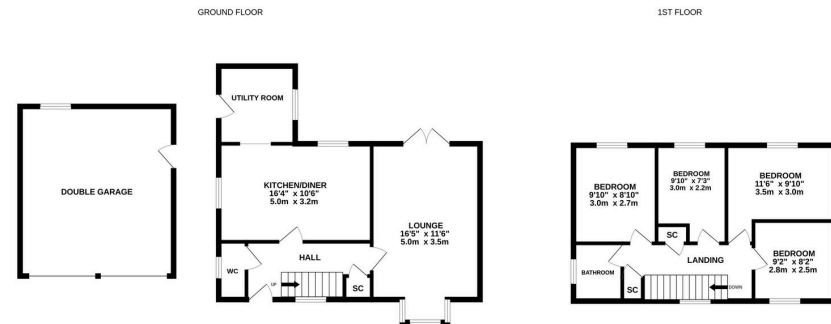 GROUND FLOOR
1ST FLOOR
UTILITY ROOM
DOUBLE GARAGE
KITCHEN/DINER
16'4" x 10'6"
5.0m x 3.2m
LOUNGE
16'5" x 11'6"
5.0m x 3.5m
HALL
WC
UP
SC
BEDROOM
9'10" x 8'10"
3.0m x 2.7m
BEDROOM
9'10" x 7'3"
3.0m x 2.2m
BEDROOM
11'6" x 9'10"
3.5m x 3.0m
SC
LANDING
BEDROOM
9'2" x 8'2"
2.8m x 2.5m
BATHROOM
SC
DOWN